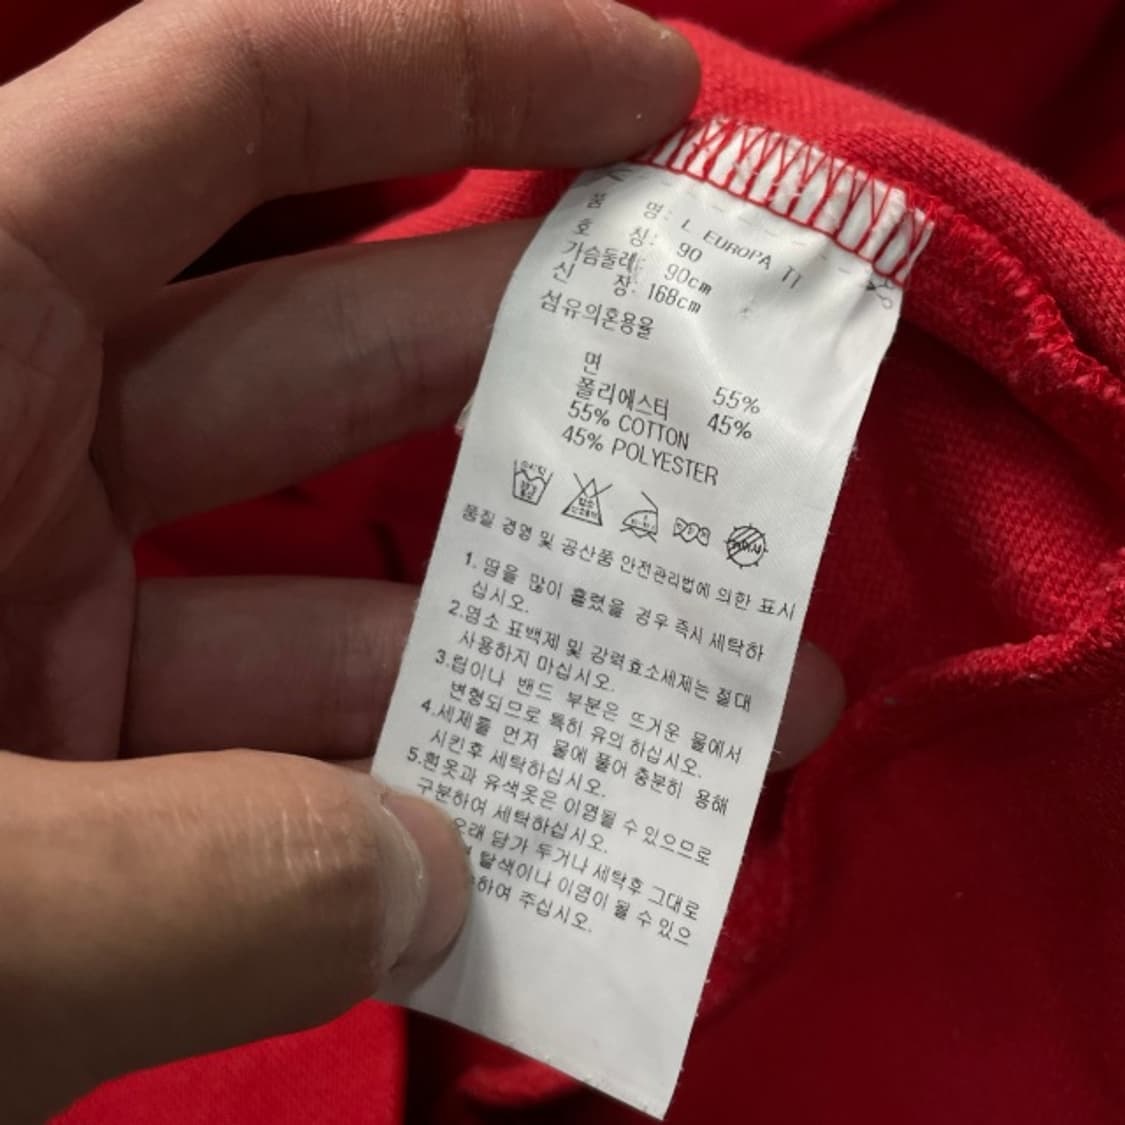 품 명: L EUROPA TI
호 칭: 90
가슴둘레: 90cm
신 장: 168cm
섬유의혼용율
면 55%
폴리에스터 45%
55% COTTON
45% POLYESTER
품질 경영 및 공산품 안전관리법에 의한 표시
1. 땀을 많이 흘렸을 경우 즉시 세탁하
십시오.
2.염소 표백제 및 강력효소세제는 절대
사용하지 마십시오.
3.립이나 밴드 부분은 뜨거운 물에서
변형되므로 특히 유의 하십시오.
4.세제를 먼저 물에 풀어 충분히 용해
시킨후 세탁하십시오.
5.흰옷과 유색옷은 이염될 수 있으므로
구분하여 세탁하십시오.
오래 담가 두거나 세탁후 그대로
탈색이나 이염이 될 수 있으
하여 주십시오.